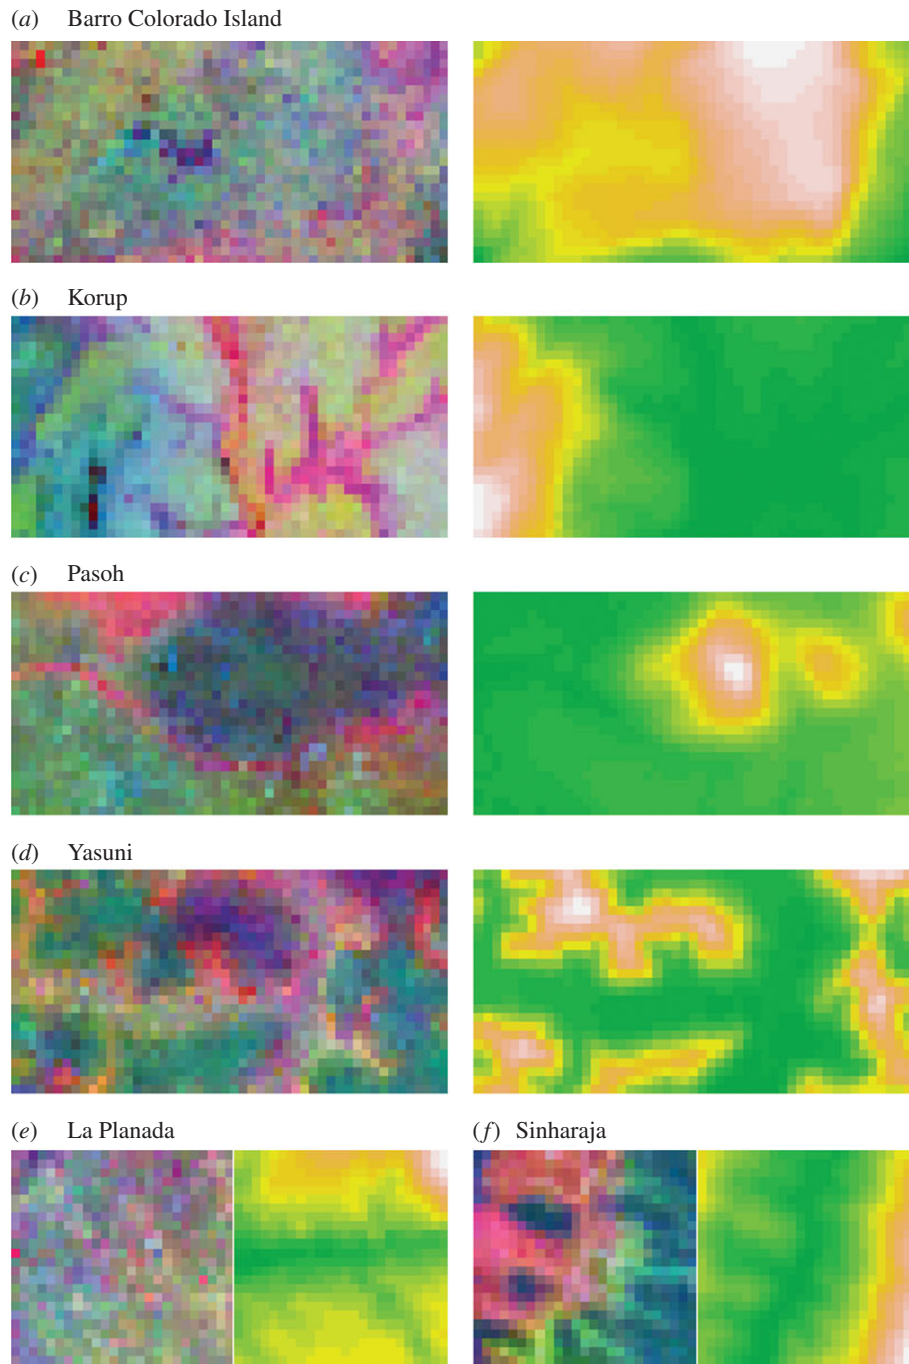 (a) Barro Colorado Island
(b) Korup
(c) Pasoh
(d) Yasuni
(e) La Planada
(f) Sinharaja